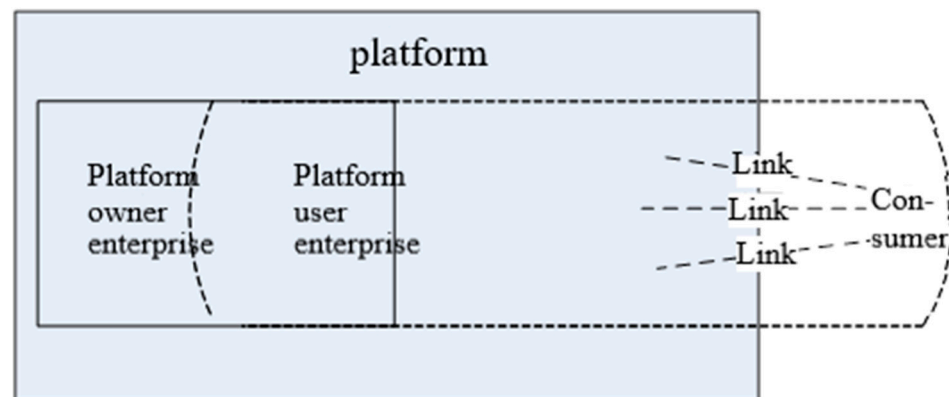 platform
Platform
owner
enterprise
Platform
user
enterprise
Link
Link
Link
Con-
sumer